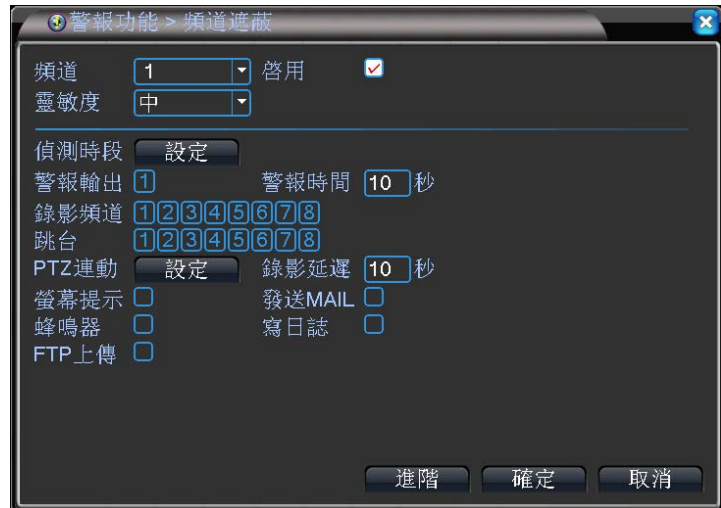 警報功能 > 頻道遮蔽
頻道 1 啓用
靈敏度 中
偵測時段 設定
警報輸出 1 警報時間 10 秒
錄影頻道 1 2 3 4 5 6 7 8
跳台 1 2 3 4 5 6 7 8
PTZ連動 設定 錄影延遲 10 秒
螢幕提示 發送MAIL
蜂鳴器 寫日誌
FTP上傳
進階 確定 取消